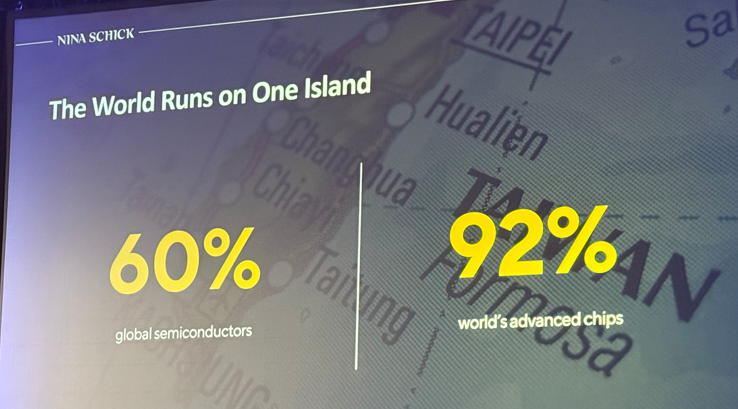 NINA SCHICK
The World Runs on One Island
60%
global semiconductors
92%
world's advanced chips
TAIPEI
Hualien
Changhua
Chiayi
Taitung
TAIWAN
Formosa
Sa